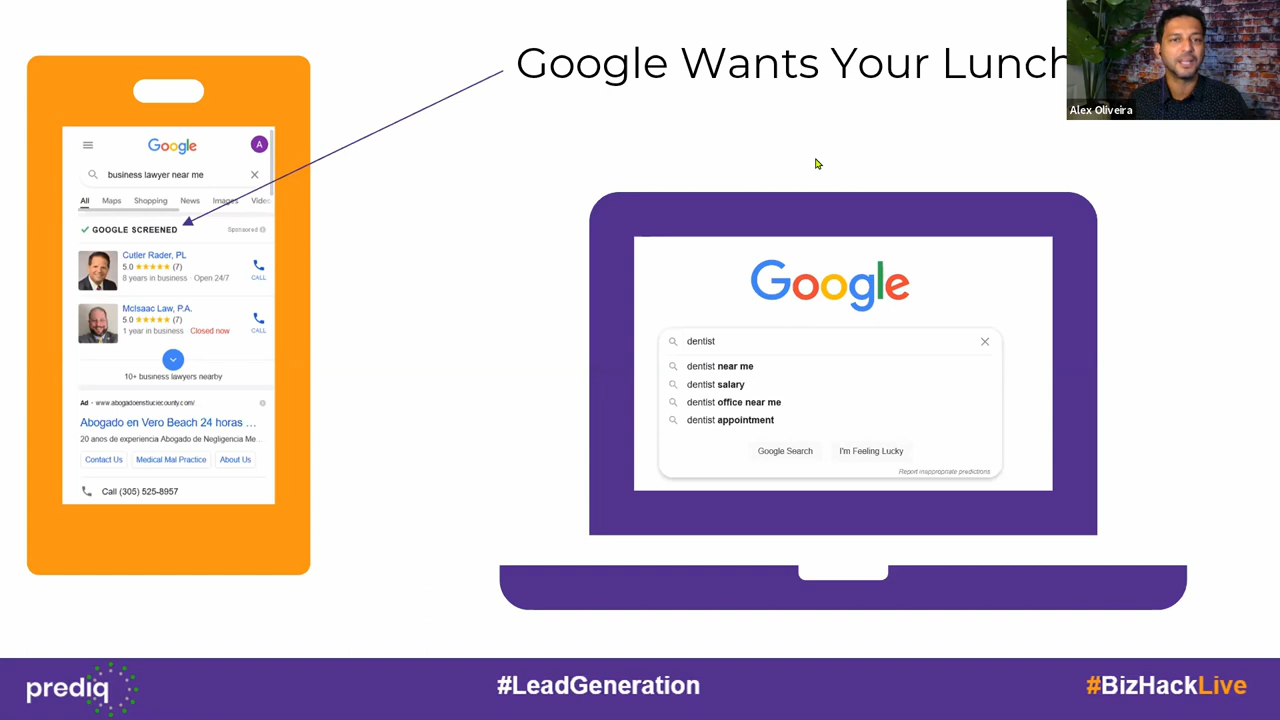 Google Wants Your Lunch
Alex Oliveira
Google
A
business lawyer near me
All Maps Shopping News Images
GOOGLE SCREENED Sponsored
Cutler Rader, PL
5.0 (7)
8 years in business · Open 24/7
CALL
McIsaac Law, P.A.
5.0 (7)
1 year in business Closed now
CALL
10+ business lawyers nearby
Ad · www.abogadoenstluciecounty.com/
Abogado en Vero Beach 24 horas ...
20 anos de experiencia Abogado de Negligencia Me...
Contact Us Medical Mal Practice About Us
Call (305) 525-8957
Google
dentist
dentist near me
dentist salary
dentist office near me
dentist appointment
Google Search I'm Feeling Lucky
Report inappropriate predictions
prediq
#LeadGeneration
#BizHackLive